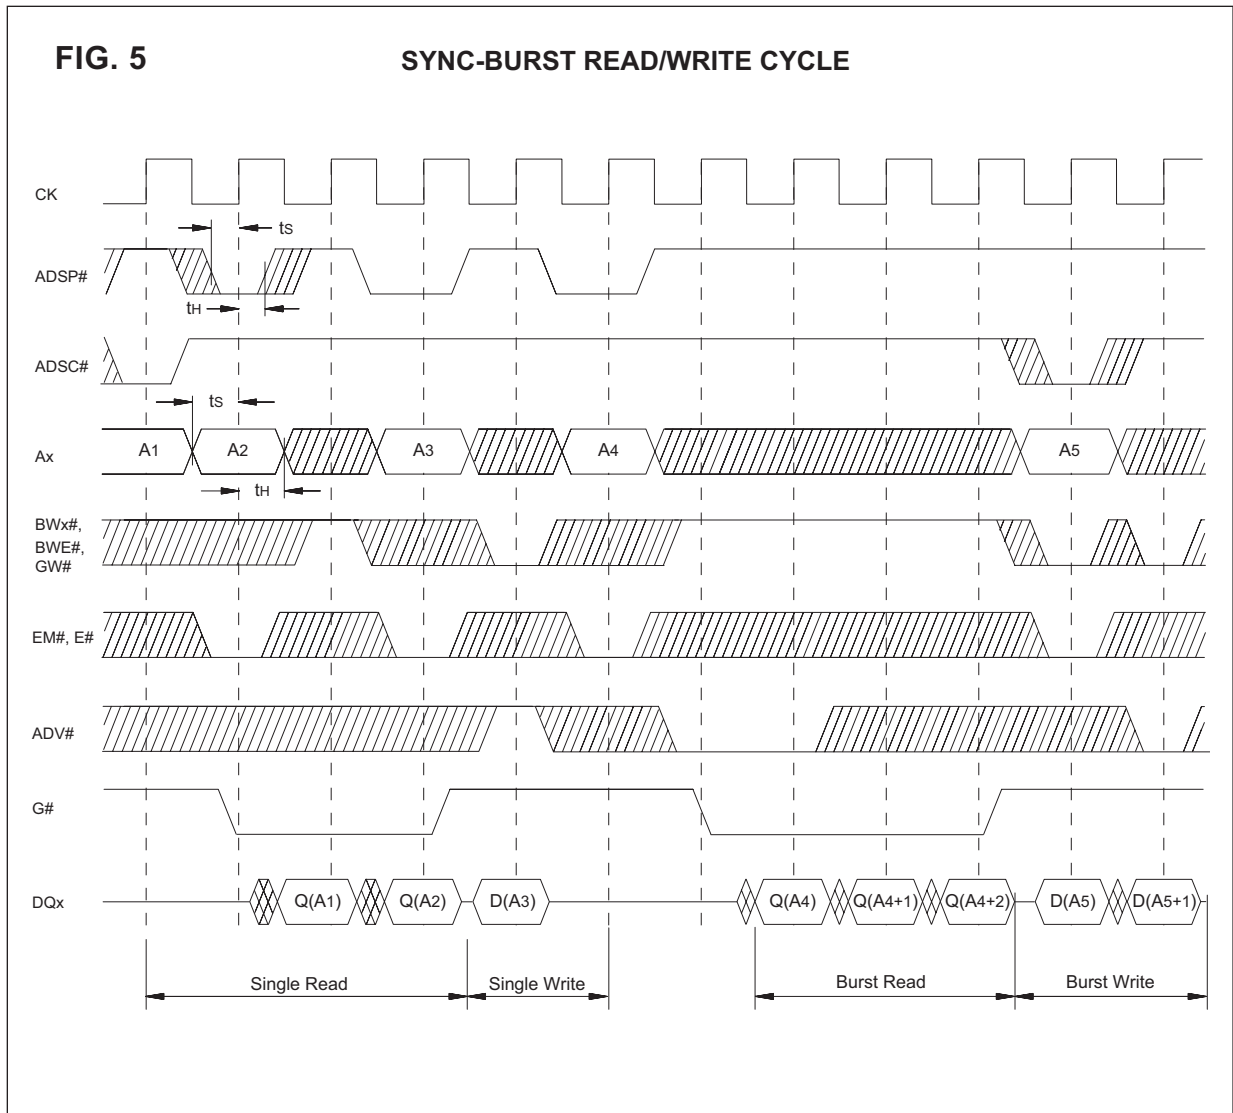 FIG. 5
SYNC-BURST READ/WRITE CYCLE
CK
tS
ADSP#
tH
ADSC#
tS
Ax
A1
A2
A3
A4
A5
tH
BWx#,
BWE#,
GW#
EM#, E#
ADV#
G#
DQx
Q(A1)
Q(A2)
D(A3)
Q(A4)
Q(A4+1)
Q(A4+2)
D(A5)
D(A5+1)
Single Read
Single Write
Burst Read
Burst Write